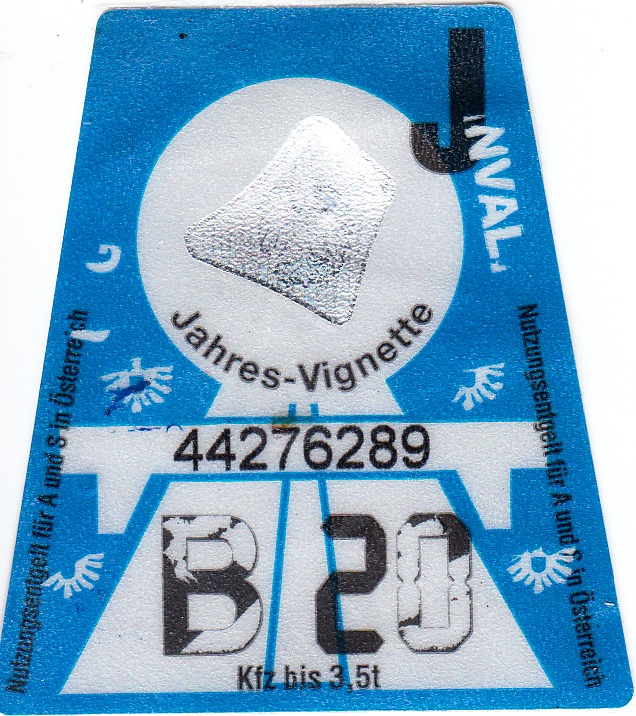 J
INVAL.
Jahres-Vignette
44276289
B 20
Kfz bis 3,5t
Nutzungsentgelt für A und S in Österreich
Nutzungsentgelt für A und S in Österreich